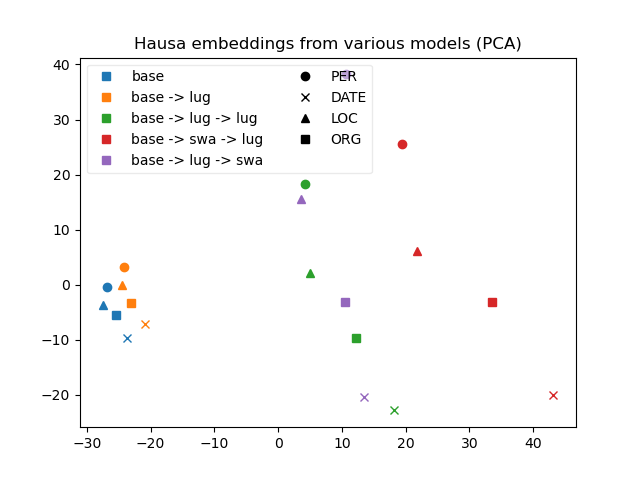 Hausa embeddings from various models (PCA)
40
30
20
10
0
−10
−20
−30
−20
−10
0
10
20
30
40
base
base -> lug
base -> lug -> lug
base -> swa -> lug
base -> lug -> swa
PER
DATE
LOC
ORG